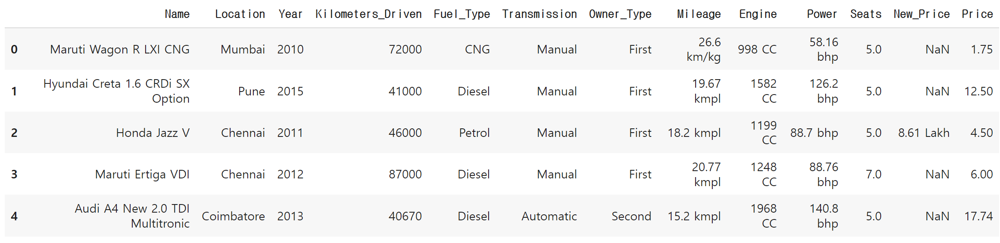 Name Location Year Kilometers_Driven Fuel_Type Transmission Owner_Type Mileage Engine Power Seats New_Price Price
0 Maruti Wagon R LXI CNG Mumbai 2010 72000 CNG Manual First 26.6 km/kg 998 CC 58.16 bhp 5.0 NaN 1.75
1 Hyundai Creta 1.6 CRDi SX Option Pune 2015 41000 Diesel Manual First 19.67 kmpl 1582 CC 126.2 bhp 5.0 NaN 12.50
2 Honda Jazz V Chennai 2011 46000 Petrol Manual First 18.2 kmpl 1199 CC 88.7 bhp 5.0 8.61 Lakh 4.50
3 Maruti Ertiga VDI Chennai 2012 87000 Diesel Manual First 20.77 kmpl 1248 CC 88.76 bhp 7.0 NaN 6.00
4 Audi A4 New 2.0 TDI Multitronic Coimbatore 2013 40670 Diesel Automatic Second 15.2 kmpl 1968 CC 140.8 bhp 5.0 NaN 17.74